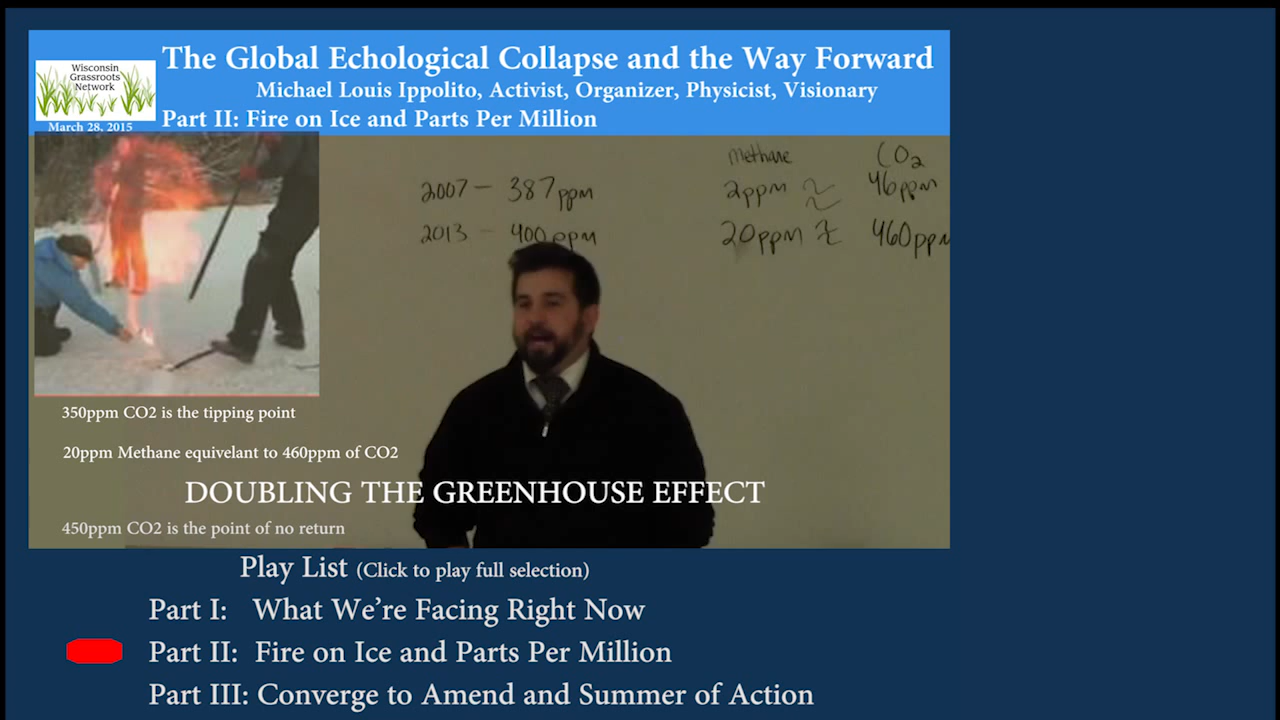 The Global Echological Collapse and the Way Forward
Wisconsin
Grassroots
Network
Michael Louis Ippolito, Activist, Organizer, Physicist, Visionary
March 28, 2015
Part II: Fire on Ice and Parts Per Million
methane CO2
2007 - 387ppm 2ppm ≈ 46ppm
2013 - 400ppm 20ppm ≈ 460ppm
350ppm CO2 is the tipping point
20ppm Methane equivelant to 460ppm of CO2
DOUBLING THE GREENHOUSE EFFECT
450ppm CO2 is the point of no return
Play List (Click to play full selection)
Part I: What We’re Facing Right Now
Part II: Fire on Ice and Parts Per Million
Part III: Converge to Amend and Summer of Action